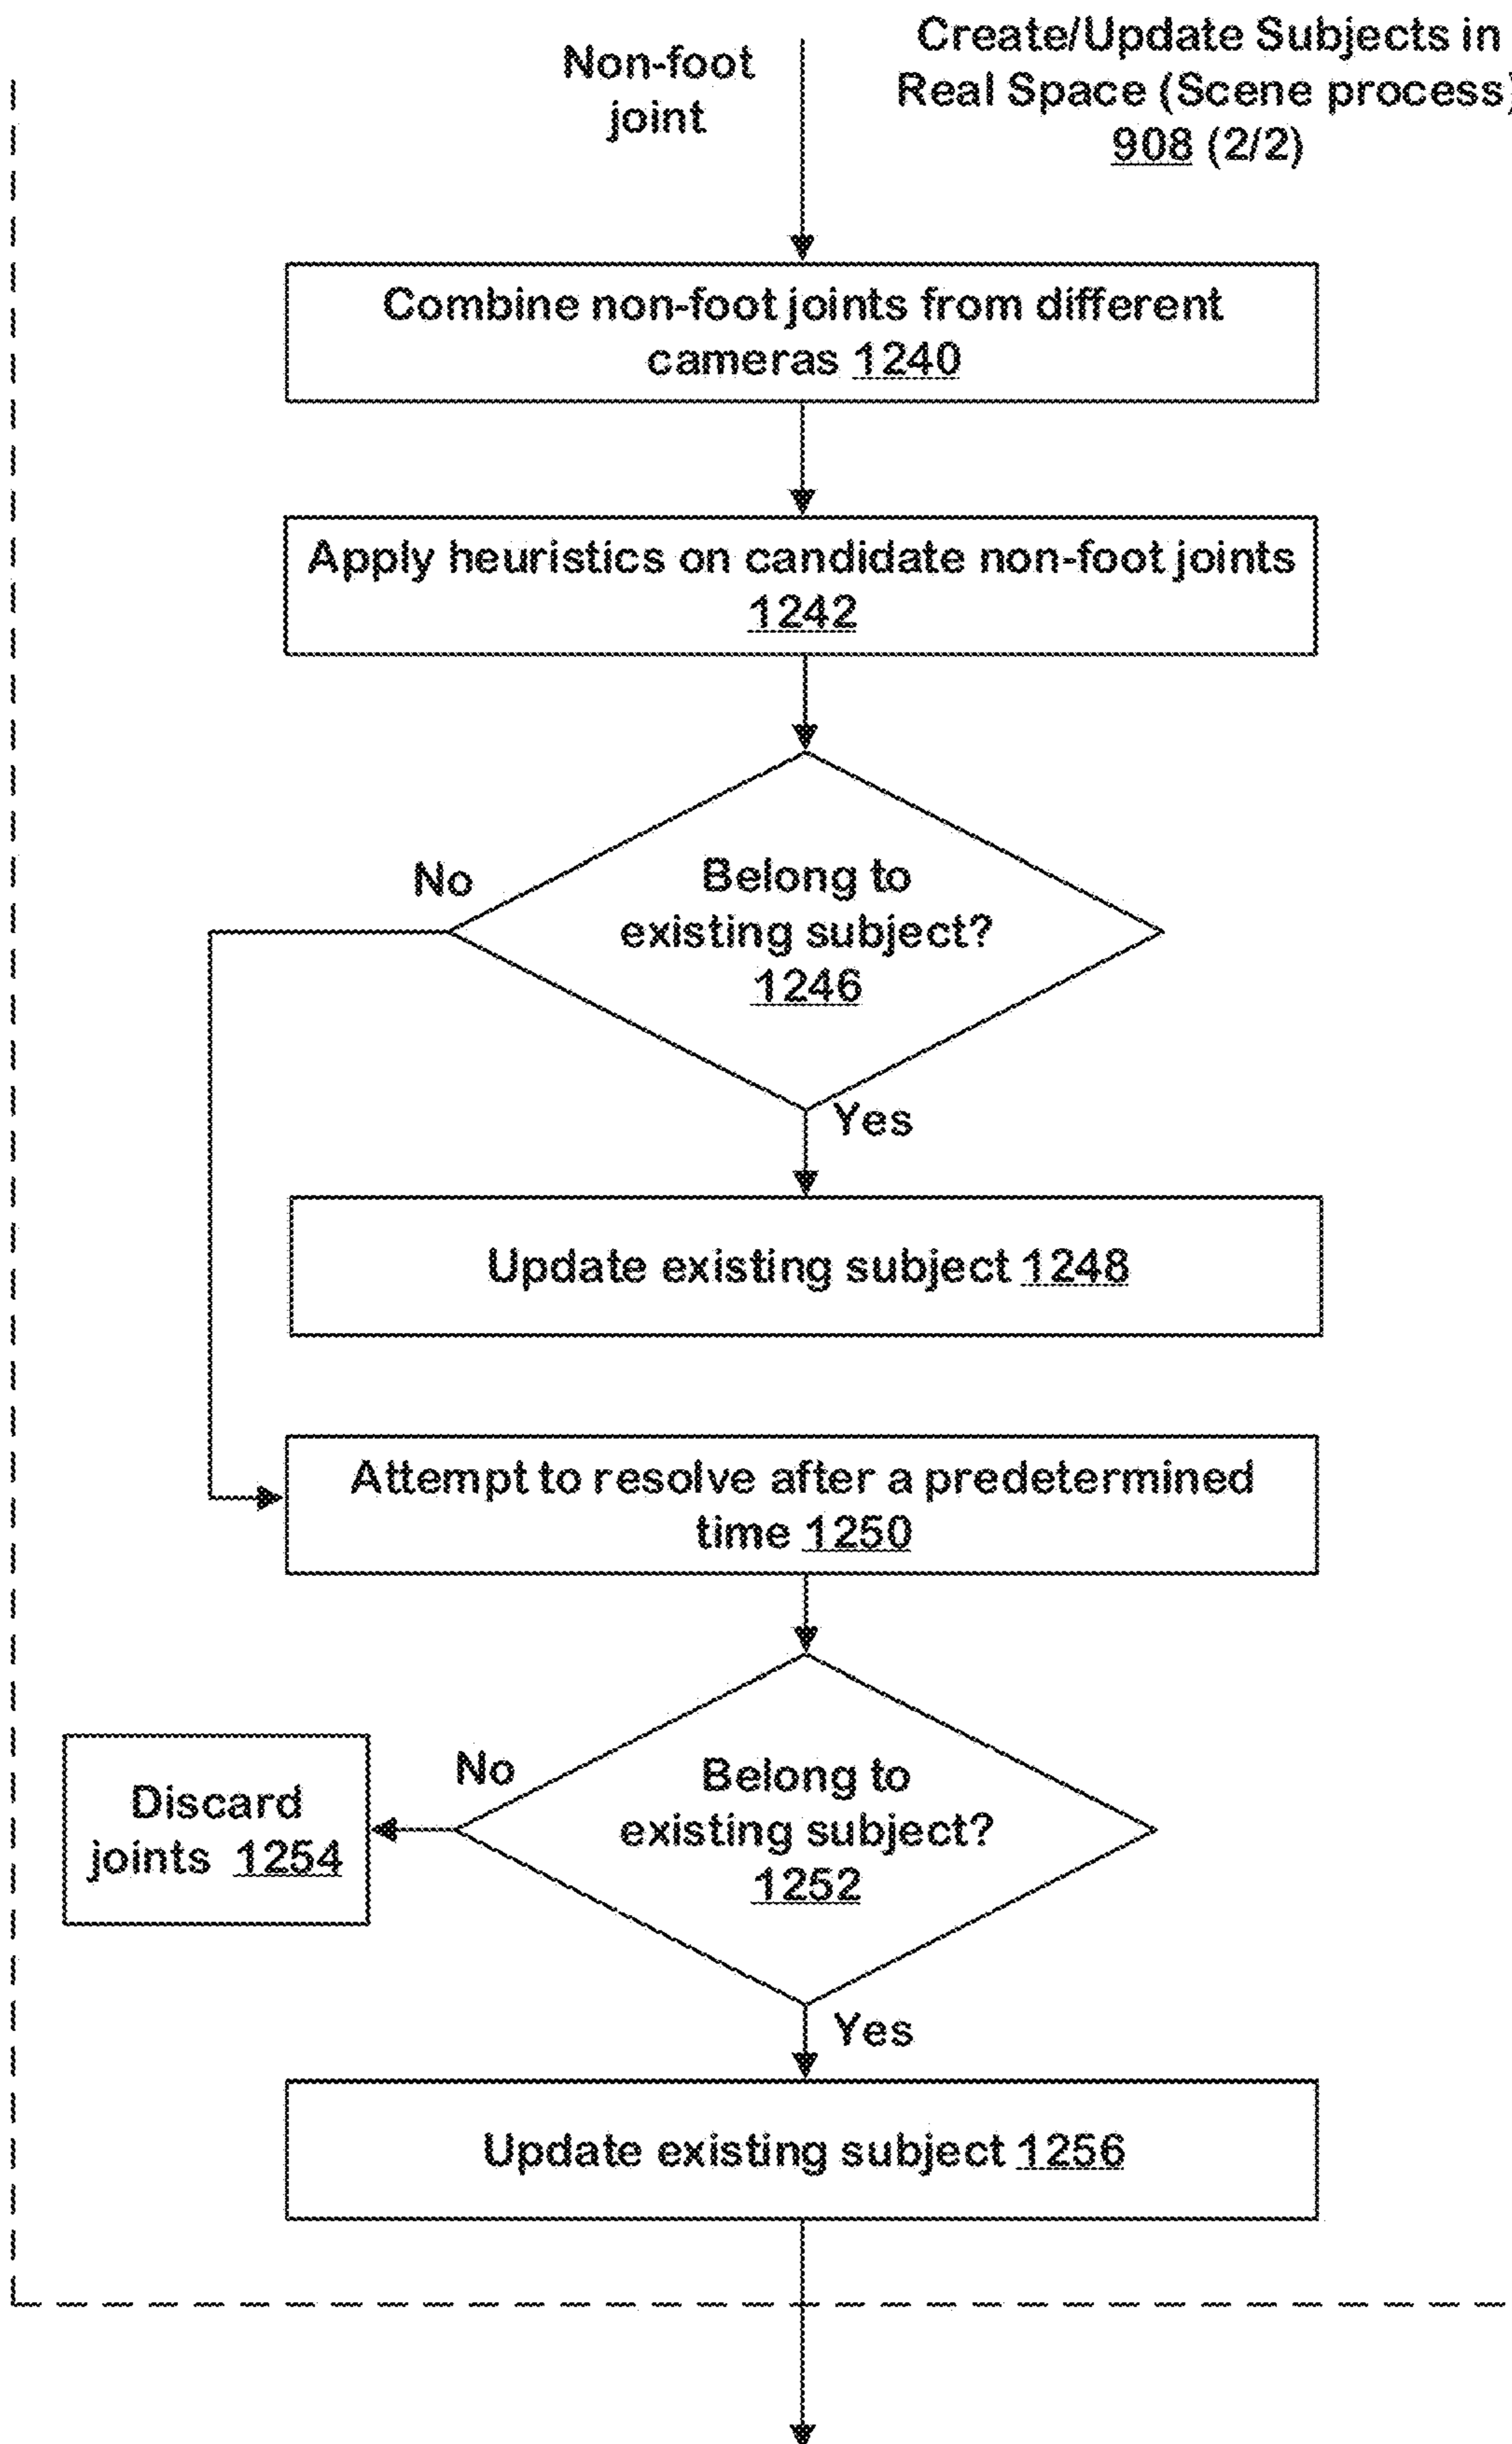 Non-foot
joint
Create/Update Subjects in
Real Space (Scene process)
908 (2/2)
Combine non-foot joints from different
cameras 1240
Apply heuristics on candidate non-foot joints
1242
No
Belong to
existing subject?
1246
Yes
Update existing subject 1248
Attempt to resolve after a predetermined
time 1250
No
Belong to
existing subject?
1252
Discard
joints 1254
Yes
Update existing subject 1256